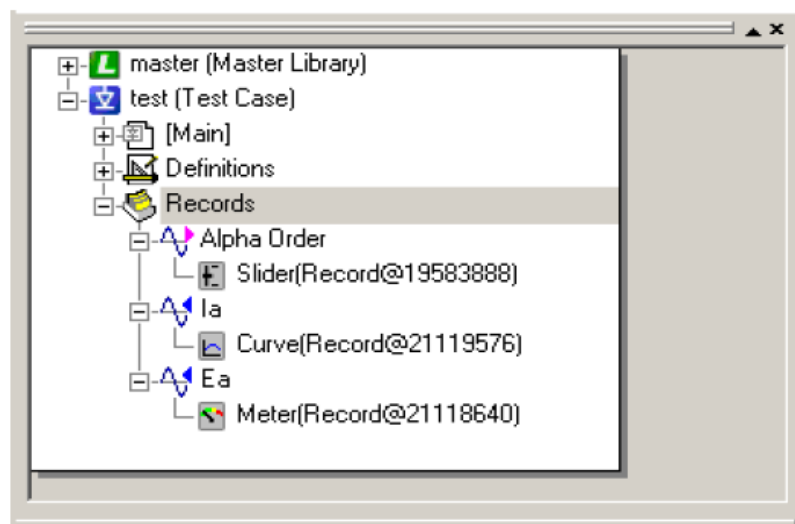 master (Master Library)
test (Test Case)
[Main]
Definitions
Records
Alpha Order
Slider(Record@19583888)
Ia
Curve(Record@21119576)
Ea
Meter(Record@21118640)